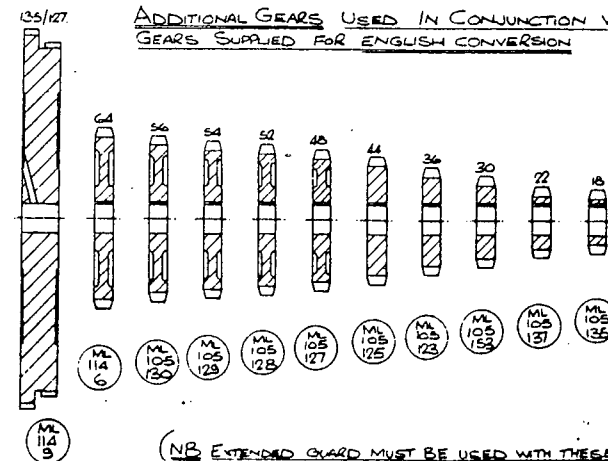 ADDITIONAL GEARS USED IN CONJUNCTION
GEARS SUPPLIED FOR ENGLISH CONVERSION
135/127
64
56
54
52
48
44
36
30
22
18
ML 114 6
ML 105 130
ML 105 129
ML 105 128
ML 105 127
ML 105 125
ML 105 123
ML 105 153
ML 105 137
ML 105 135
ML 114 9
(NB EXTENDED GUARD MUST BE USED WITH THESE